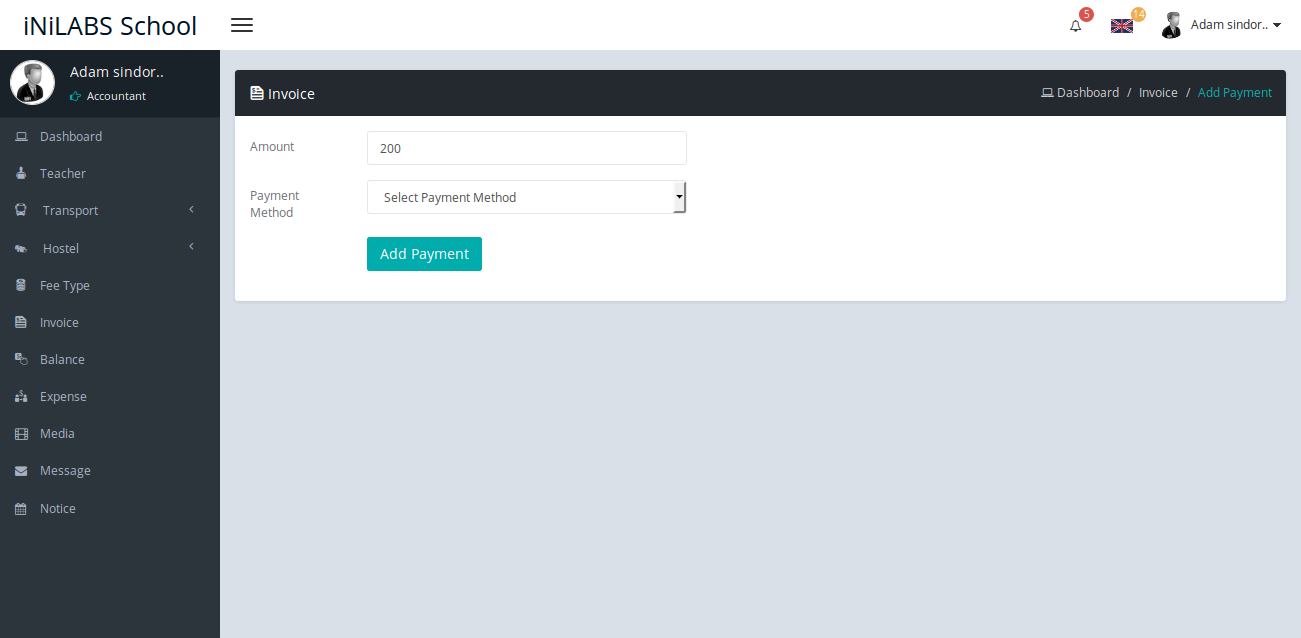 iNiLABS School
5
14
Adam sindor..
Adam sindor..
Accountant
Dashboard
Teacher
Transport
Hostel
Fee Type
Invoice
Balance
Expense
Media
Message
Notice
Invoice
Dashboard / Invoice / Add Payment
Amount
200
Payment
Method
Select Payment Method
Add Payment